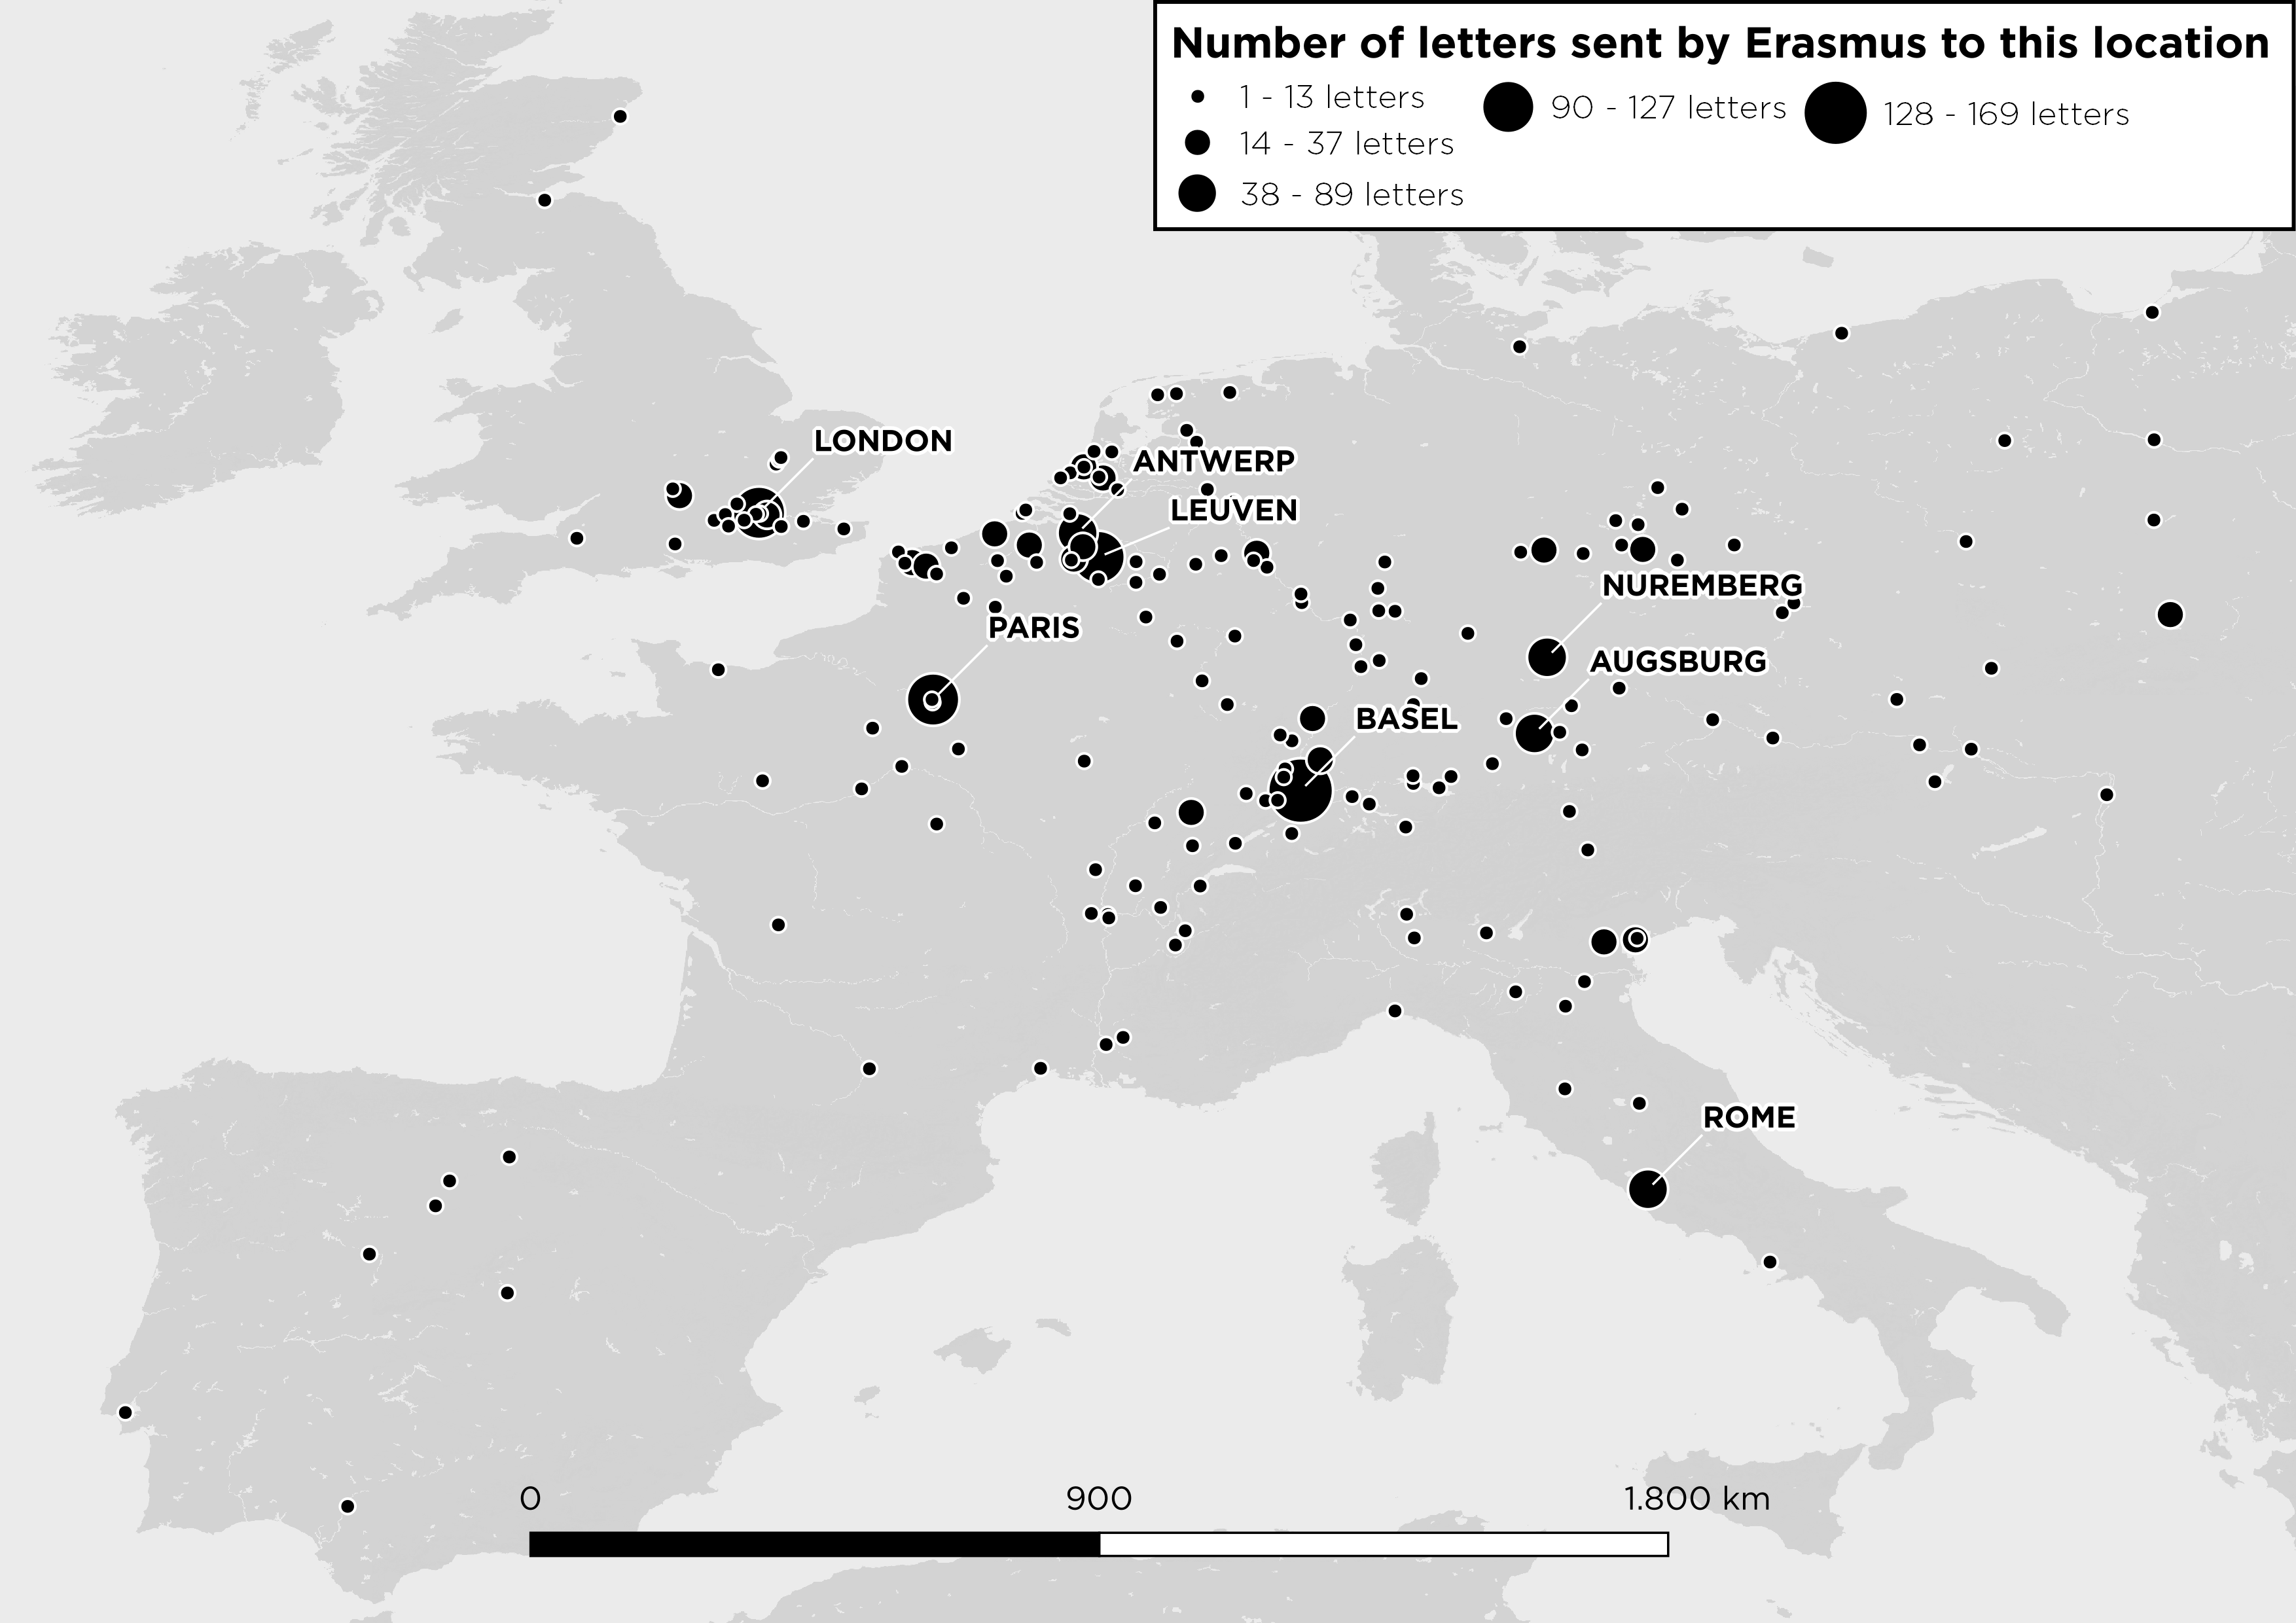 Number of letters sent by Erasmus to this location
1 - 13 letters
14 - 37 letters
38 - 89 letters
90 - 127 letters
128 - 169 letters
LONDON
ANTWERP
LEUVEN
NUREMBERG
PARIS
AUGSBURG
BASEL
ROME
0 900 1.800 km